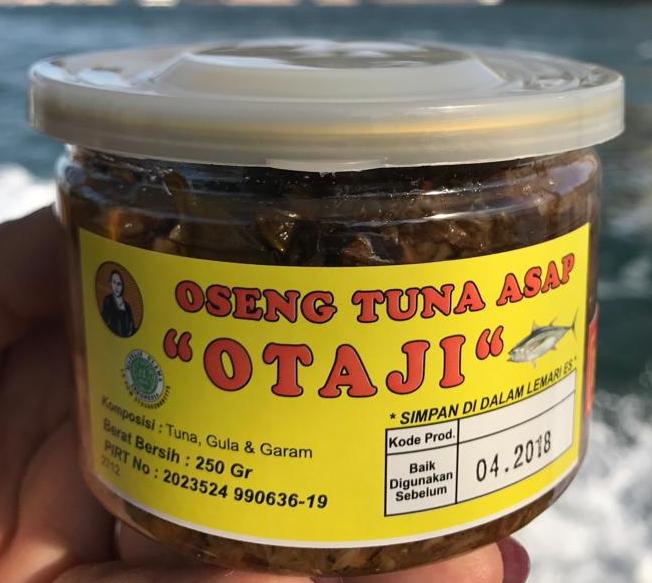 OSENG TUNA ASAP
“OTAJI“
* SIMPAN DI DALAM LEMARI ES *
Komposisi : Tuna, Gula & Garam
Berat Bersih : 250 Gr
PIRT No : 2023524 990636-19
2712
Kode Prod.
Baik
Digunakan
Sebelum
04.2018